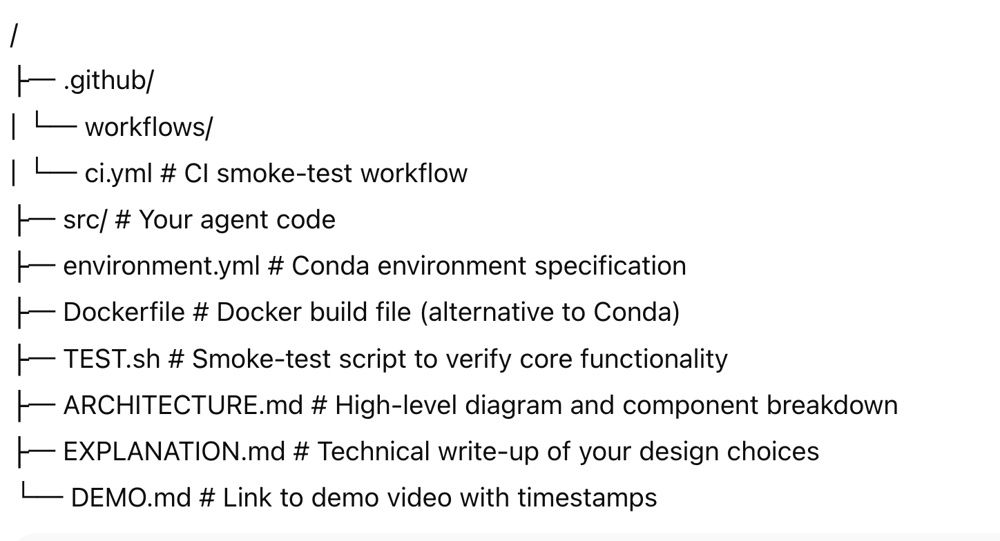 /
├── .github/
│ └── workflows/
│ └── ci.yml # CI smoke-test workflow
├── src/ # Your agent code
├── environment.yml # Conda environment specification
├── Dockerfile # Docker build file (alternative to Conda)
├── TEST.sh # Smoke-test script to verify core functionality
├── ARCHITECTURE.md # High-level diagram and component breakdown
├── EXPLANATION.md # Technical write-up of your design choices
└── DEMO.md # Link to demo video with timestamps